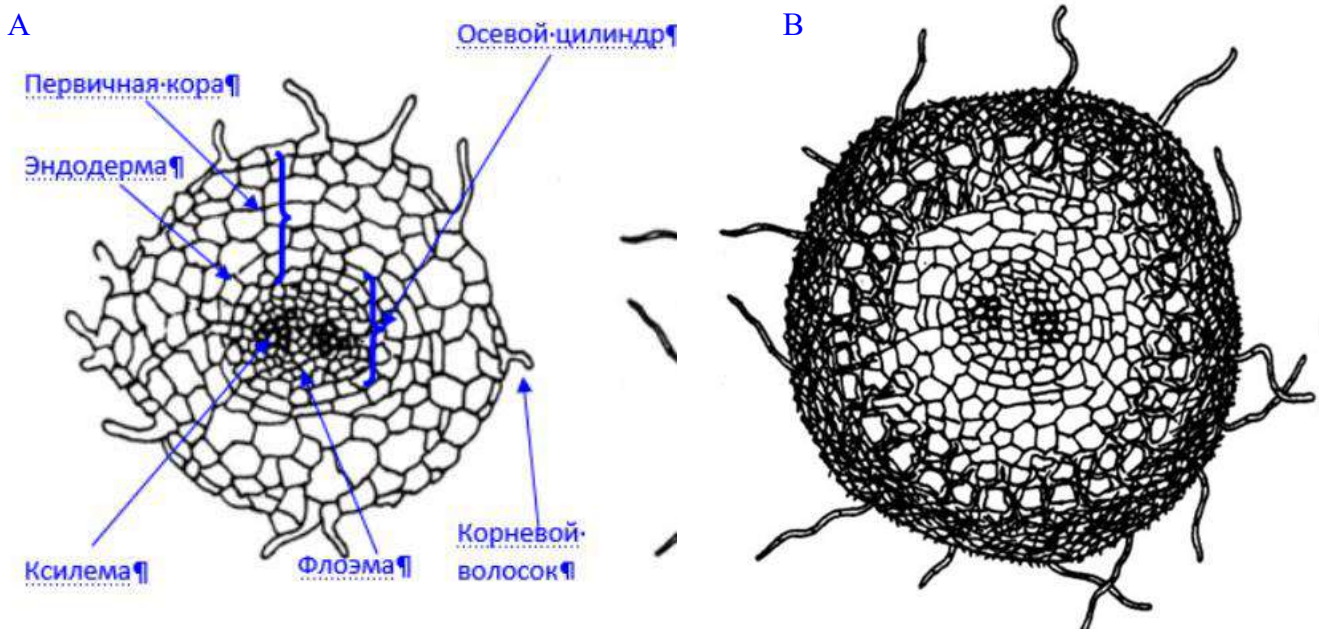 A
B
Осевой·цилиндр¶
Первичная·кора¶
Эндодерма¶
Ксилема¶
Флоэма¶
Корневой·
волосок¶